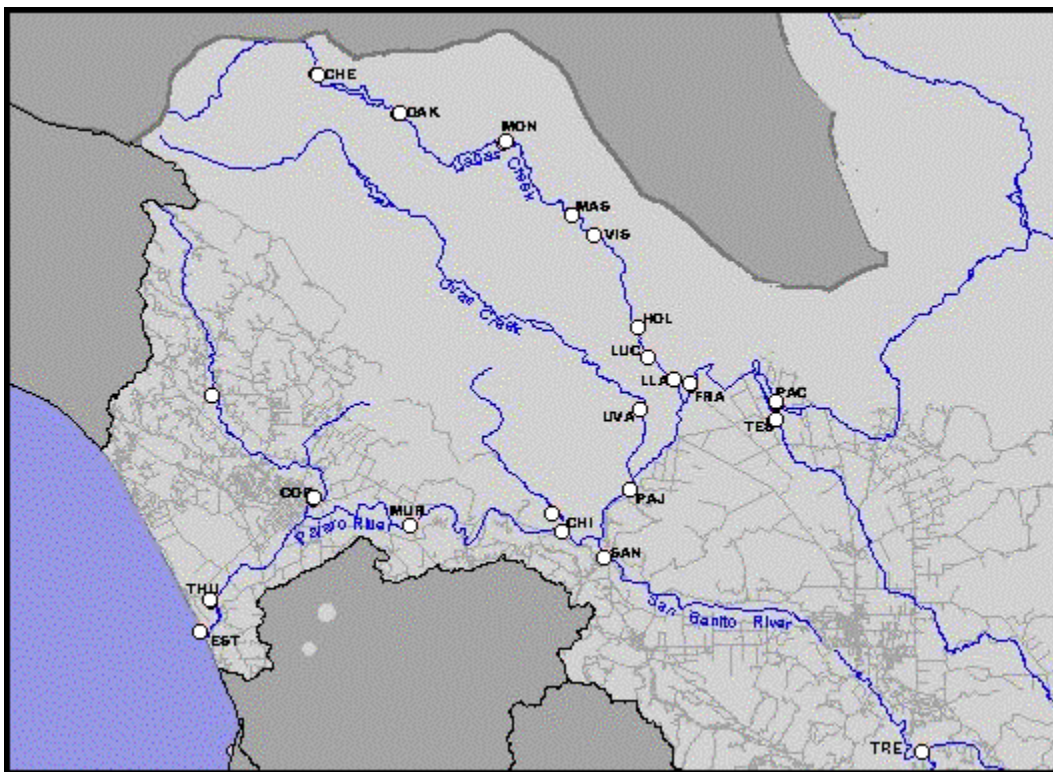 CHE
OAK
MON
Llagas Creek
MAS
VIS
Uvas Creek
HOL
LUC
LLA
FRA
PAC
UVA
TES
COR
PAJ
Pajaro River
MUR
CHI
SAN
THU
San Benito River
EST
TRE